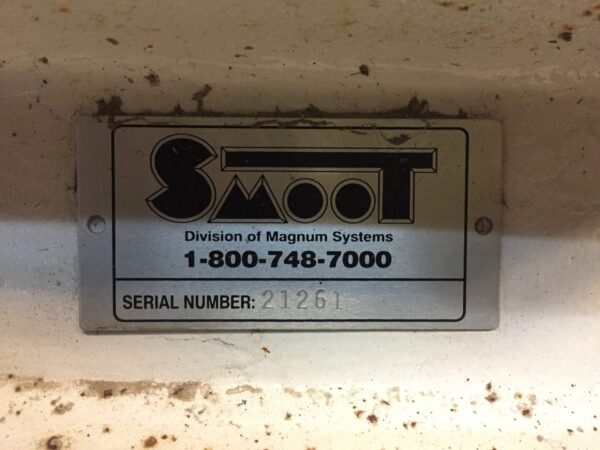 SMOOT
Division of Magnum Systems
1-800-748-7000
SERIAL NUMBER: 21261